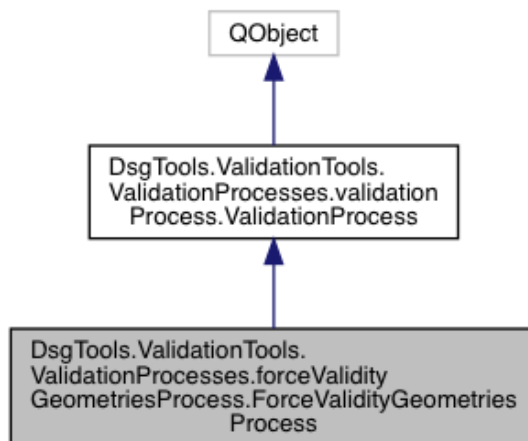 QObject
DsgTools.ValidationTools.
ValidationProcesses.validation
Process.ValidationProcess
DsgTools.ValidationTools.
ValidationProcesses.forceValidity
GeometriesProcess.ForceValidityGeometries
Process